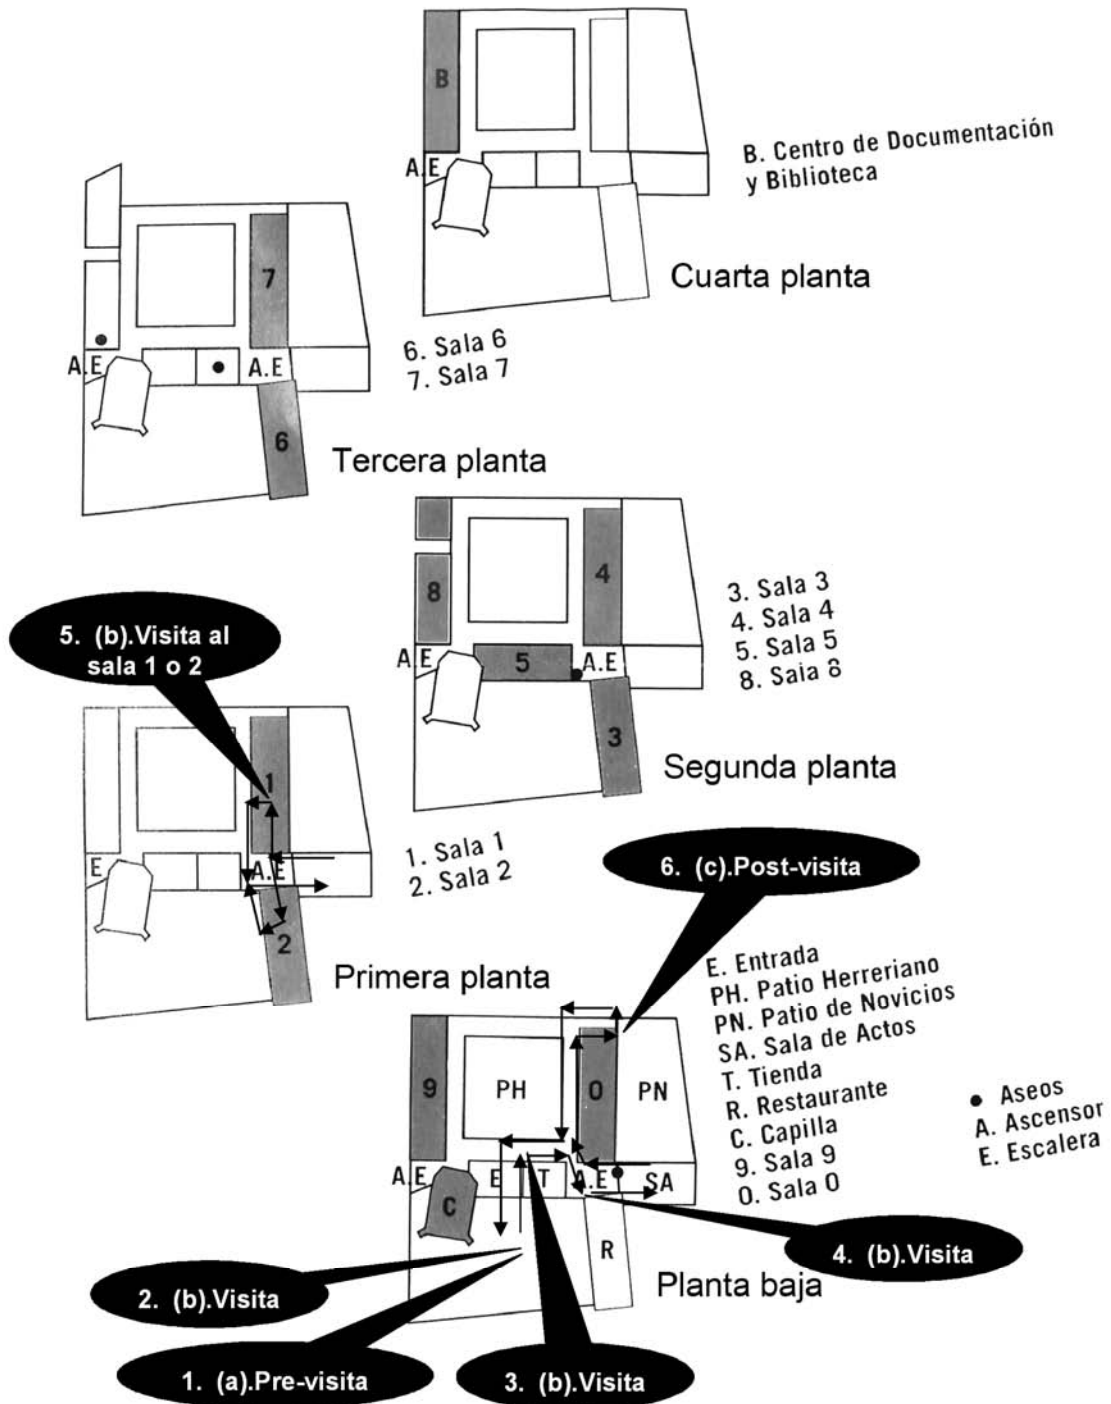 B
A.E
B. Centro de Documentación
y Biblioteca
Cuarta planta
7
A.E
A.E
6
6. Sala 6
7. Sala 7
Tercera planta
8
4
A.E
5
A.E
3
3. Sala 3
4. Sala 4
5. Sala 5
8. Sala 8
Segunda planta
5. (b).Visita al
sala 1 o 2
1
E
A.E
2
1. Sala 1
2. Sala 2
Primera planta
6. (c).Post-visita
9
PH
0
PN
A.E
E
T
A.E
SA
C
R
E. Entrada
PH. Patio Herreriano
PN. Patio de Novicios
SA. Sala de Actos
T. Tienda
R. Restaurante
C. Capilla
9. Sala 9
0. Sala 0
● Aseos
A. Ascensor
E. Escalera
Planta baja
4. (b).Visita
2. (b).Visita
1. (a).Pre-visita
3. (b).Visita